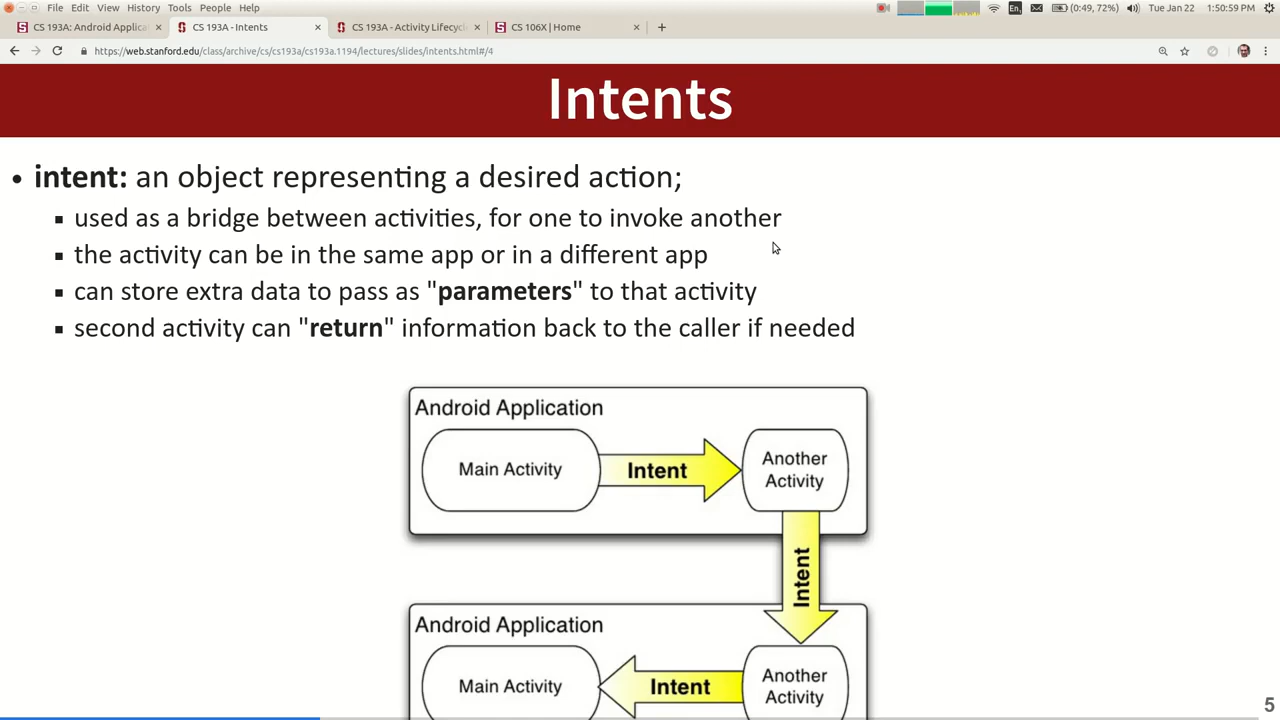 File Edit View History Tools People Help
En
(0:49, 72%)
Tue Jan 22
1:50:59 PM
CS 193A: Android Applica
CS 193A - Intents
CS 193A - Activity Lifecyc
CS 106X | Home
https://web.stanford.edu/class/archive/cs/cs193a/cs193a.1194/lectures/slides/intents.html#/4
Intents
• intent: an object representing a desired action;
▪ used as a bridge between activities, for one to invoke another
▪ the activity can be in the same app or in a different app
▪ can store extra data to pass as "parameters" to that activity
▪ second activity can "return" information back to the caller if needed
Android Application
Main Activity
Intent
Another
Activity
Intent
Android Application
Main Activity
Intent
Another
Activity
5